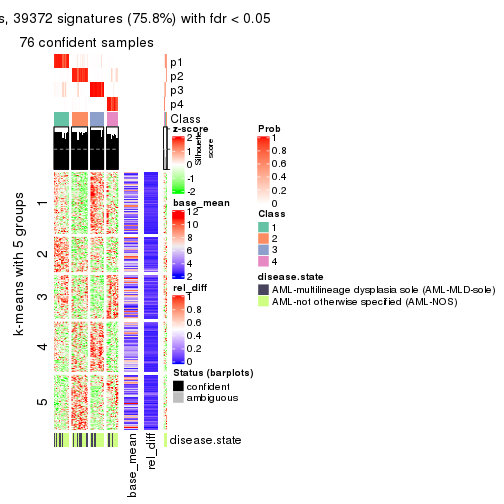 s, 39372 signatures (75.8%) with fdr < 0.05
76 confident samples
p1
p2
p3
p4
Class
Silhouette
score
z-score
2
1
0
-1
-2
base_mean
12
10
8
6
4
2
rel_diff
1
0.8
0.6
0.4
0.2
0
Status (barplots)
confident
ambiguous
Prob
1
0.8
0.6
0.4
0.2
0
Class
1
2
3
4
disease.state
AML-multilineage dysplasia sole (AML-MLD-sole)
AML-not otherwise specified (AML-NOS)
k-means with 5 groups
1
2
3
4
5
disease.state
base_mean
rel_diff